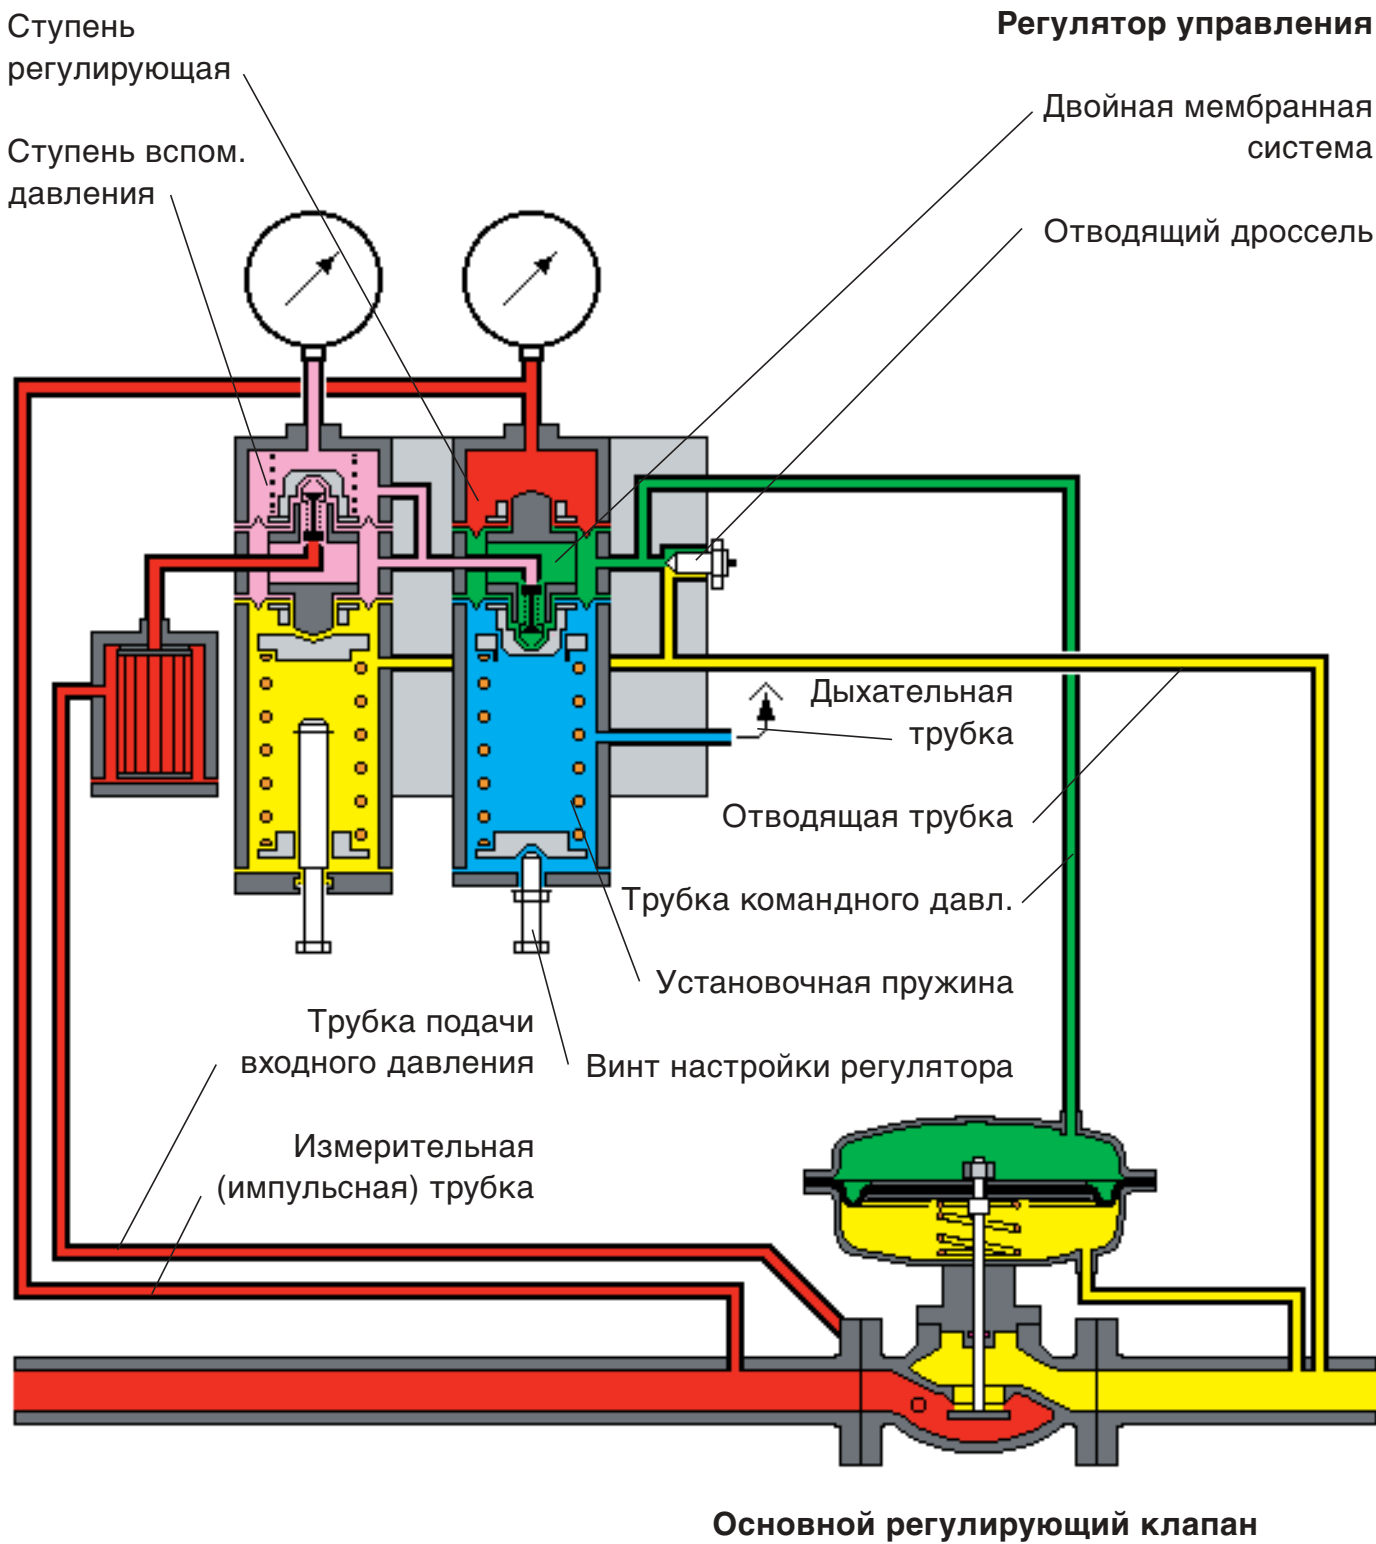 Ступень
регулирующая
Регулятор управления
Двойная мембранная
система
Ступень вспом.
давления
Отводящий дроссель
Дыхательная
трубка
Отводящая трубка
Трубка командного давл.
Установочная пружина
Трубка подачи
входного давления
Винт настройки регулятора
Измерительная
(импульсная) трубка
Основной регулирующий клапан